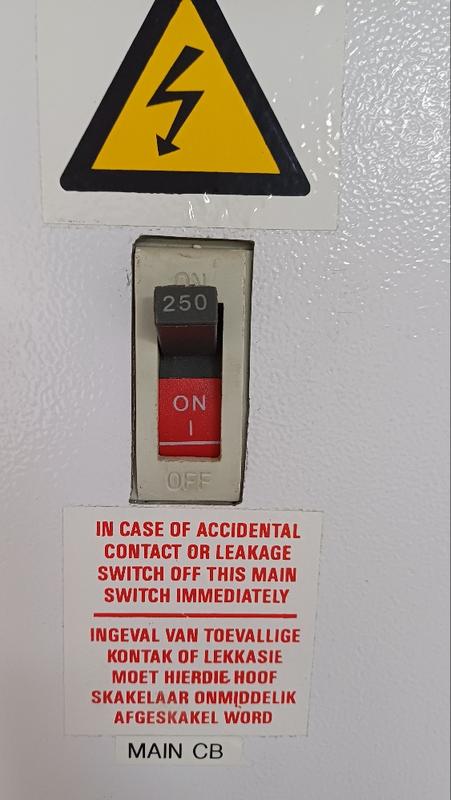 ON
250
ON
I
OFF
IN CASE OF ACCIDENTAL
CONTACT OR LEAKAGE
SWITCH OFF THIS MAIN
SWITCH IMMEDIATELY
INGEVAL VAN TOEVALLIGE
KONTAK OF LEKKASIE
MOET HIERDIE HOOF
SKAKELAAR ONMIDDELIK
AFGESKAKEL WORD
MAIN CB